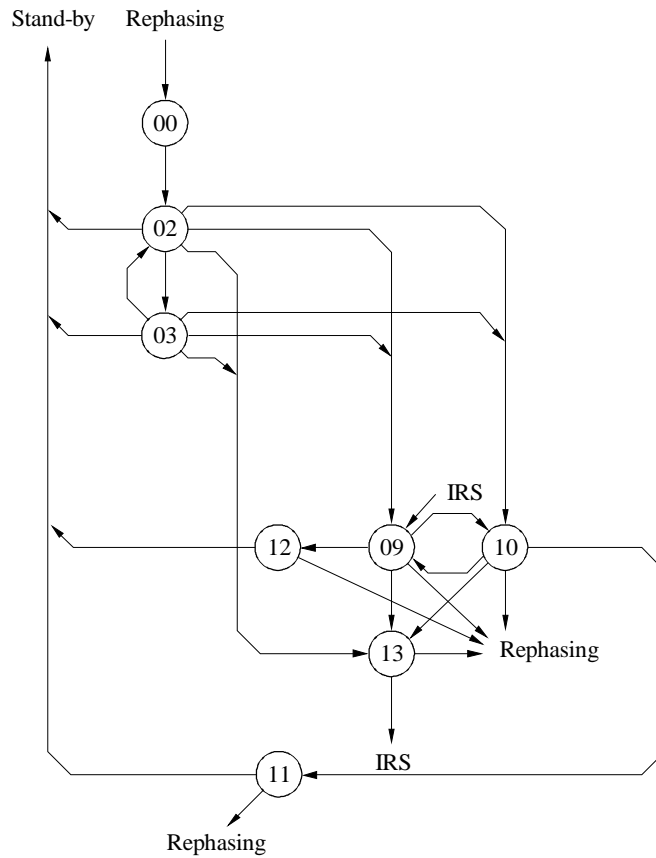 Stand-by Rephasing
00
02
03
IRS
12 09 10
Rephasing
13
IRS
11
Rephasing